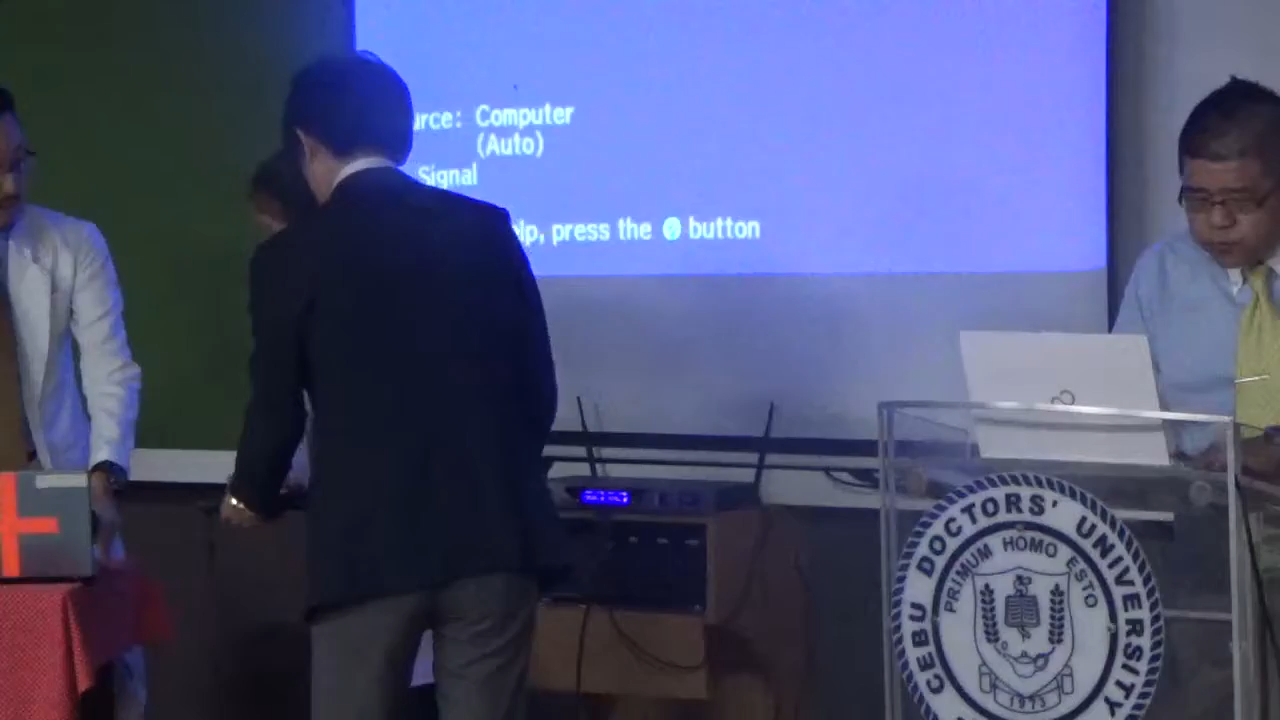 urce: Computer
(Auto)
Signal
lp, press the button
CEBU DOCTORS' UNIVERSITY
PRIMUM HOMO ESTO
1973